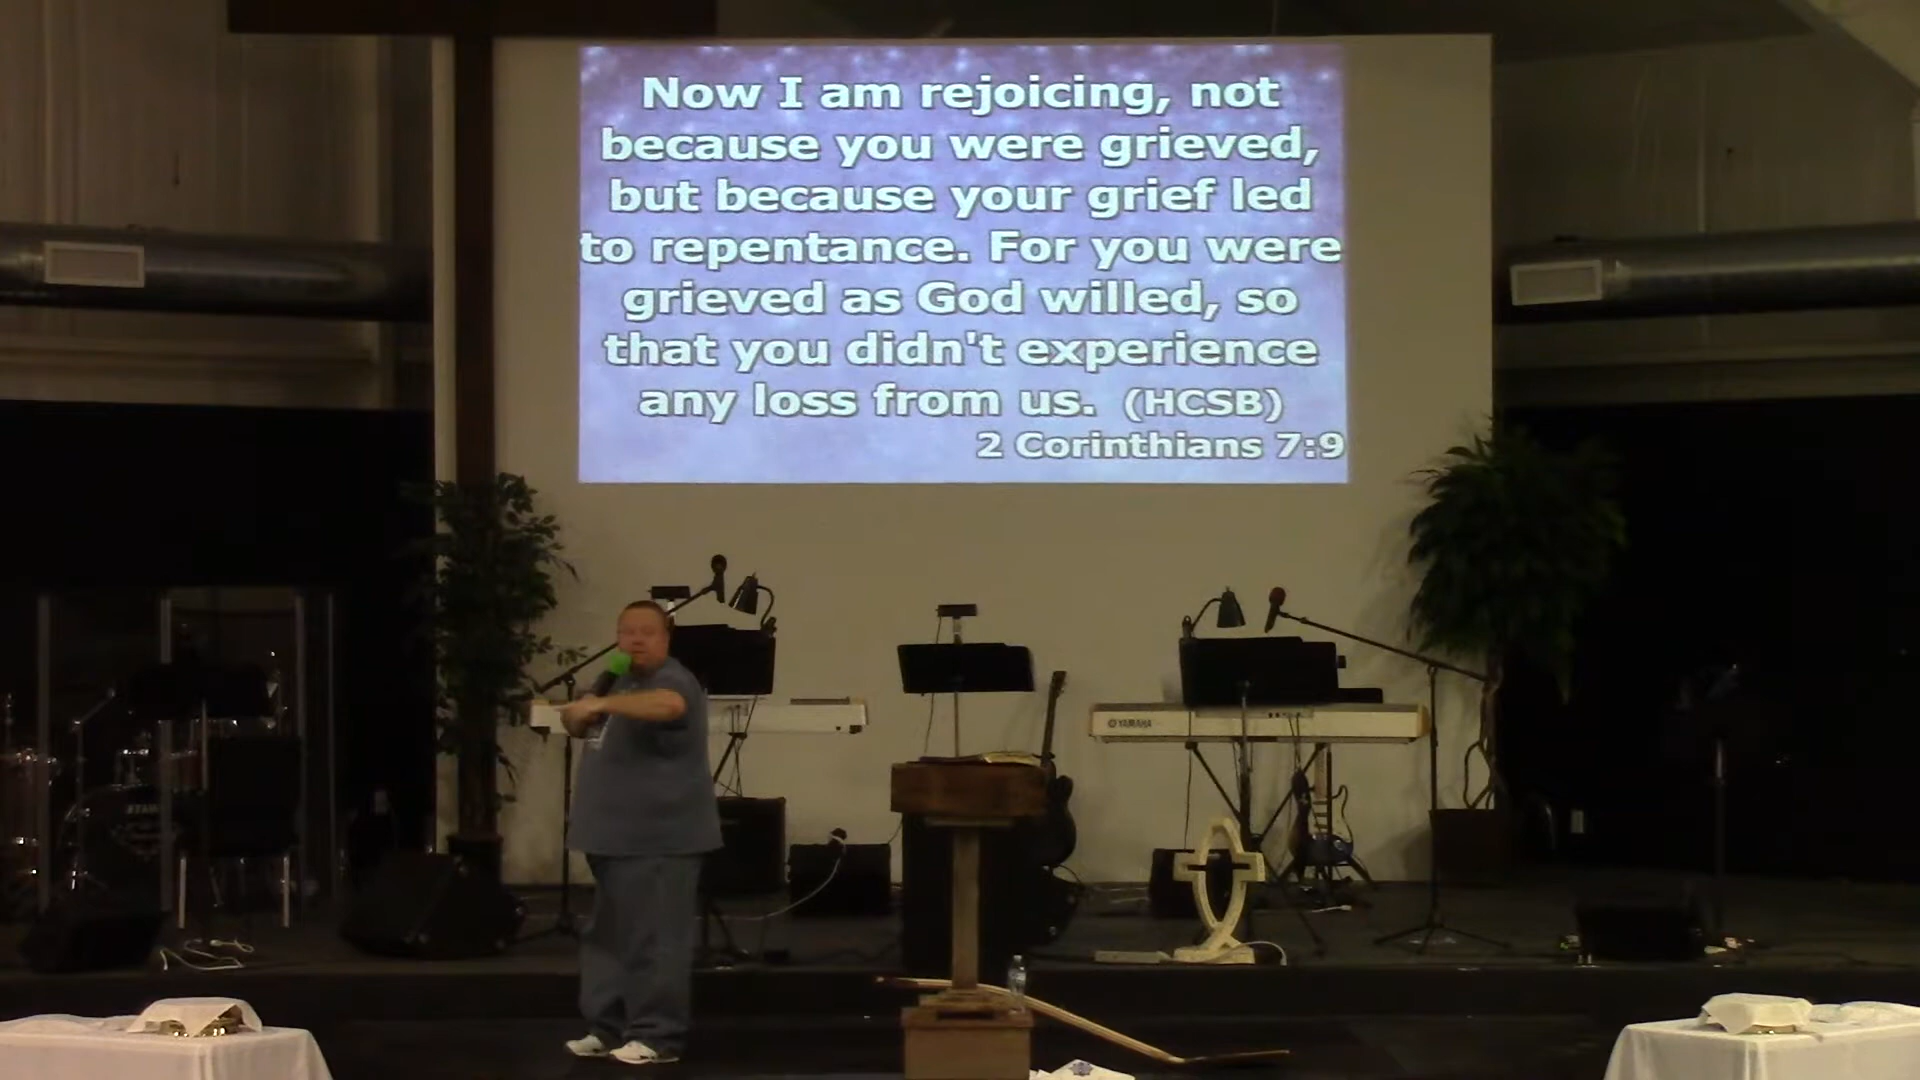 Now I am rejoicing, not
because you were grieved,
but because your grief led
to repentance. For you were
grieved as God willed, so
that you didn't experience
any loss from us. (HCSB)
2 Corinthians 7:9
YAMAHA